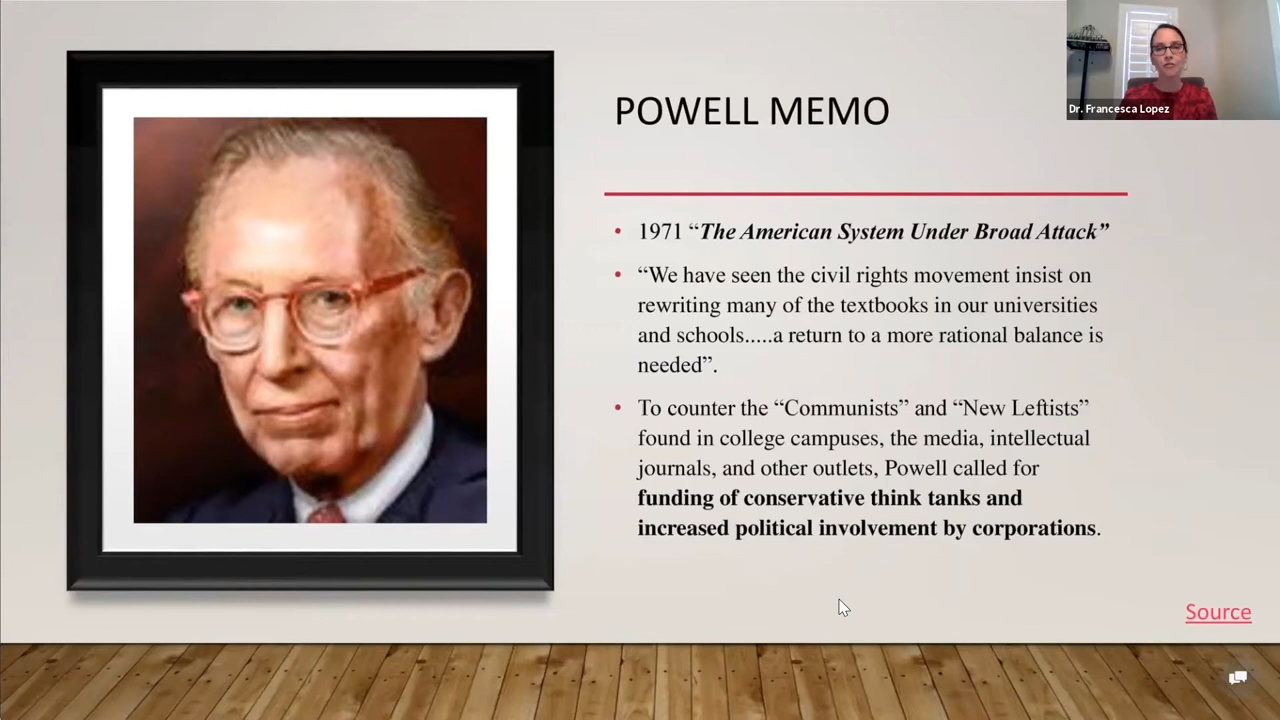 Dr. Francesca Lopez
POWELL MEMO
• 1971 “The American System Under Broad Attack”
• “We have seen the civil rights movement insist on
rewriting many of the textbooks in our universities
and schools.....a return to a more rational balance is
needed”.
• To counter the “Communists” and “New Leftists”
found in college campuses, the media, intellectual
journals, and other outlets, Powell called for
funding of conservative think tanks and
increased political involvement by corporations.
Source